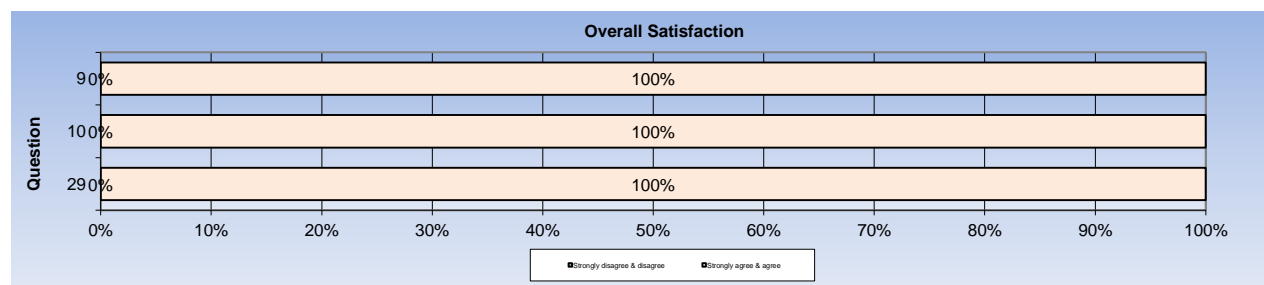 Overall Satisfaction
Question
9 0% 100%
10 0% 100%
29 0% 100%
0% 10% 20% 30% 40% 50% 60% 70% 80% 90% 100%
Strongly disagree & disagree Strongly agree & agree